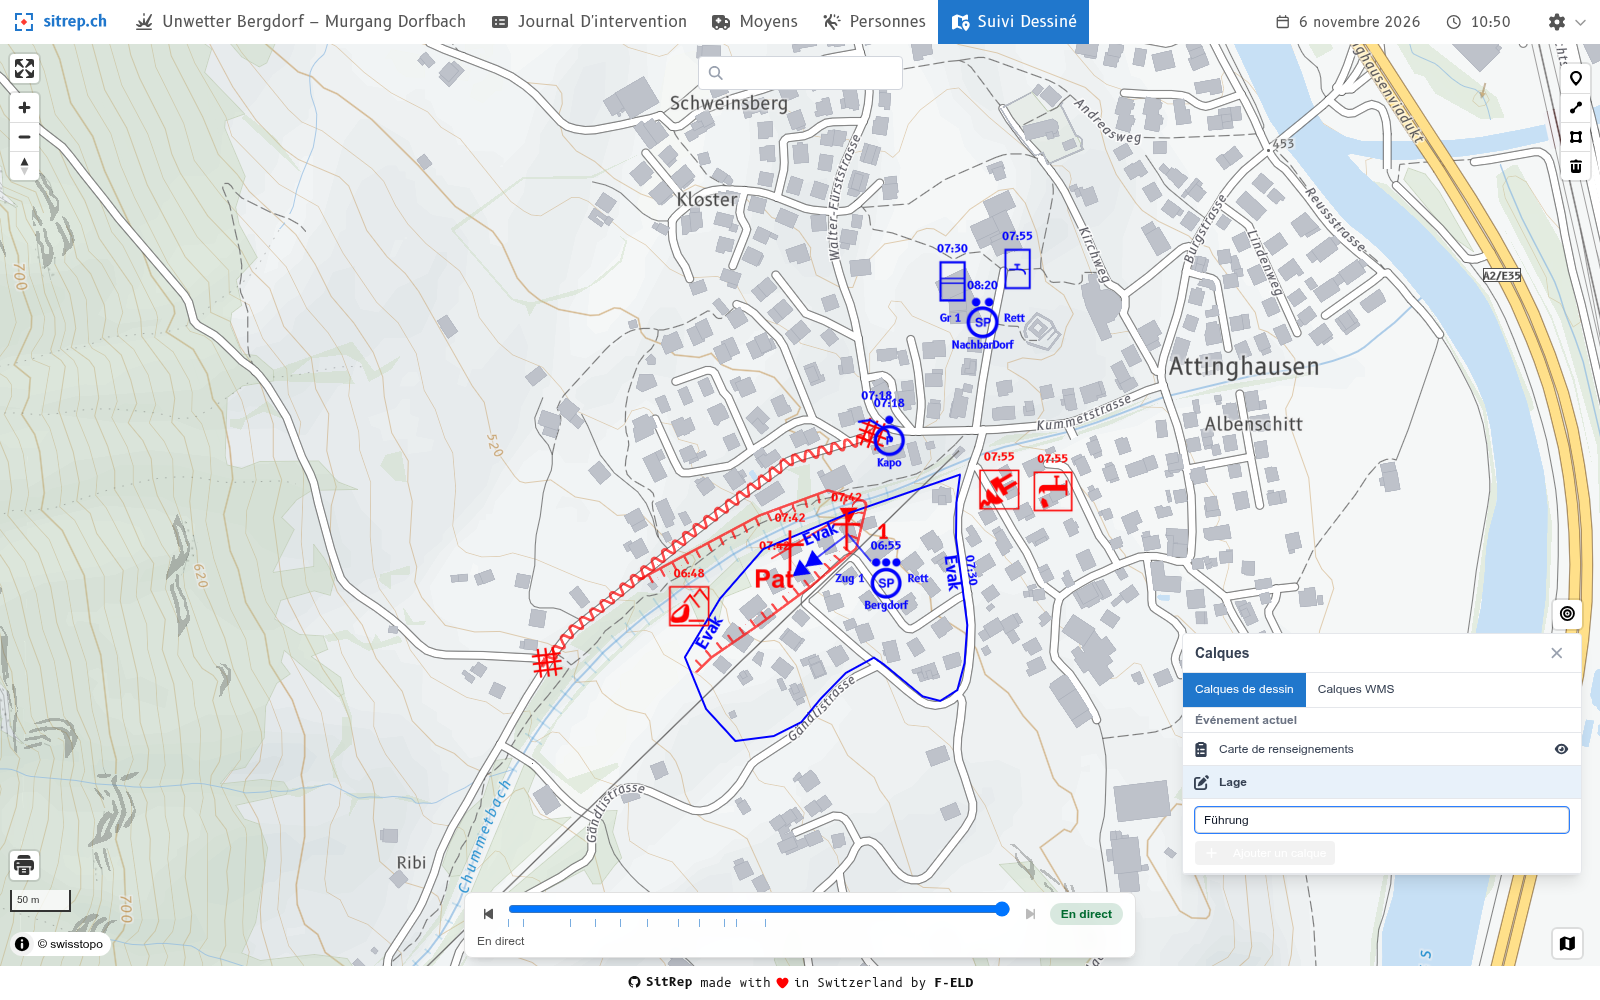 sitrep.ch
Unwetter Bergdorf – Murgang Dorfbach
Journal D'intervention
Moyens
Personnes
Suivi Dessiné
6 novembre 2026
10:50
Schweinsberg
Kloster
Walter-Fürststrasse
Andreasweg
453
Reussstrasse
Burgstrasse
Lindenweg
Kirchweg
A2/E35
700
520
620
700
07:30
07:55
08:20
SP
Gr 1
Rett
NachbarDorf
Attinghausen
Albenschitt
Kummetstrasse
07:18
07:18
Kapo
07:55
07:55
07:42
07:42
1
Evak
06:55
Zug 1
SP
Rett
Bergdorf
Pat
06:48
Evak
Evak
07:30
Gandlistrasse
Gandlistrasse
Chummetbach
Ribi
50 m
© swisstopo
Calques
Calques de dessin
Calques WMS
Événement actuel
Carte de renseignements
Lage
Führung
Ajouter un calque
En direct
En direct
SitRep made with in Switzerland by F-ELD